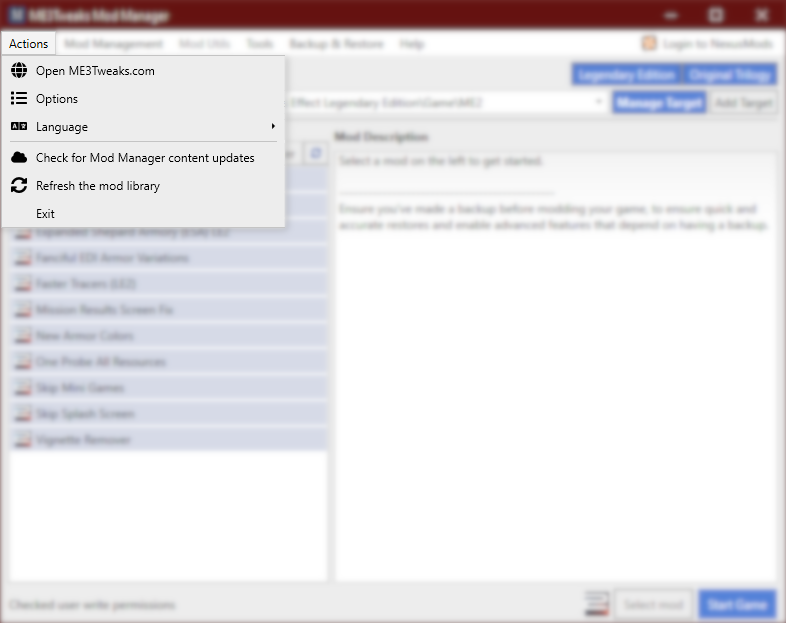 ME3Tweaks Mod Manager
Actions Mod Management Mod Utils Tools Backup & Restore Help Login to NexusMods
Open ME3Tweaks.com
Options
Language
Check for Mod Manager content updates
Refresh the mod library
Exit
Legendary Edition Original Trilogy
Effect Legendary Edition\Game\ME2 Manage Target Add Target
Mod Description
Select a mod on the left to get started.
Ensure you've made a backup before modding your game, to ensure quick and
accurate restores and enable advanced features that depend on having a backup.
Fanciful EDI Armor Variations
Faster Tracers (LE2)
Mission Results Screen Fix
New Armor Colors
One Probe All Resources
Skip Mini Games
Skip Splash Screen
Vignette Remover
Checked user write permissions Select mod Start Game